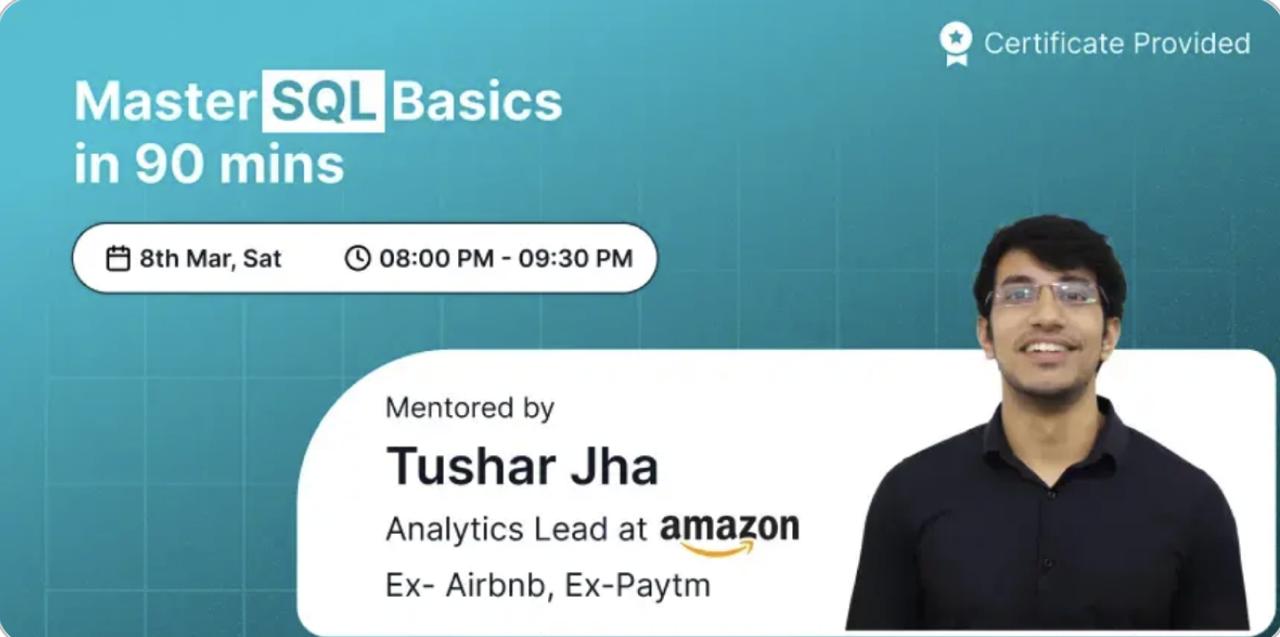 Certificate Provided
Master SQL Basics
in 90 mins
8th Mar, Sat 08:00 PM - 09:30 PM
Mentored by
Tushar Jha
Analytics Lead at amazon
Ex- Airbnb, Ex-Paytm